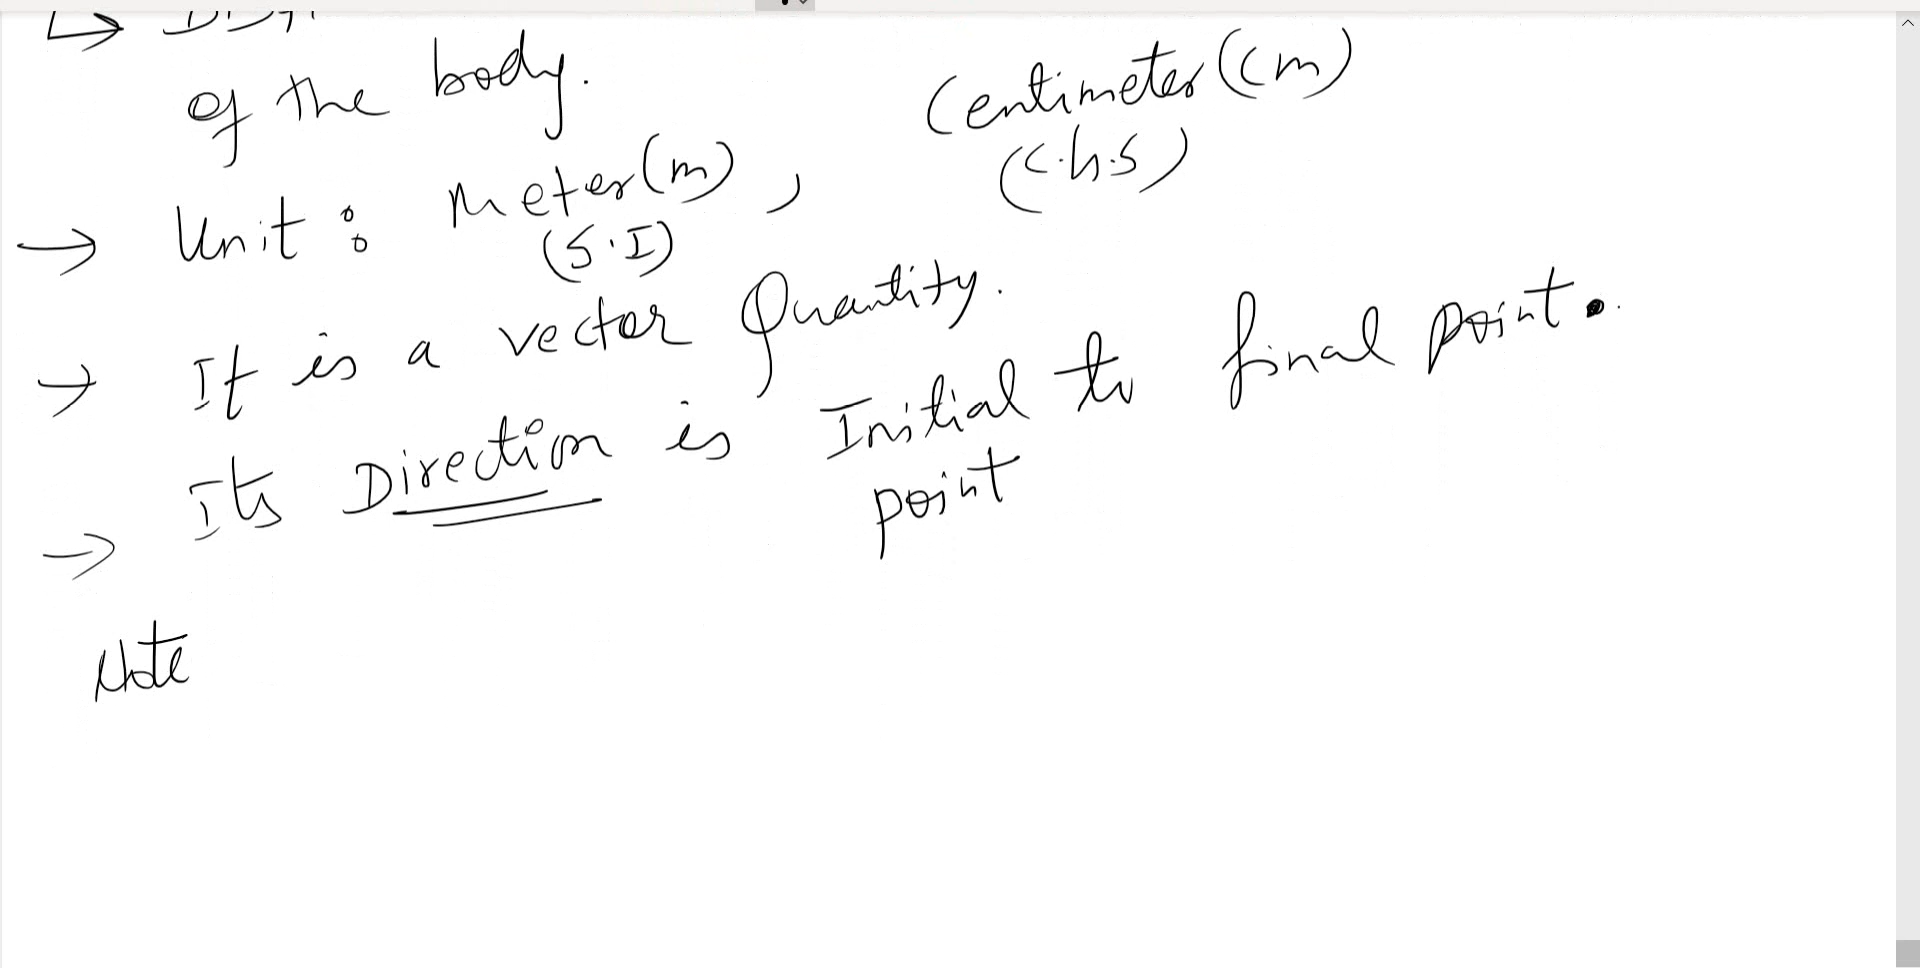 of the body.
Unit : Meter(m) , Centimeter(cm)
(S.I) (C.G.S)
→ It is a vector Quantity.
→ Its Direction is Initial to final point.
point
Note